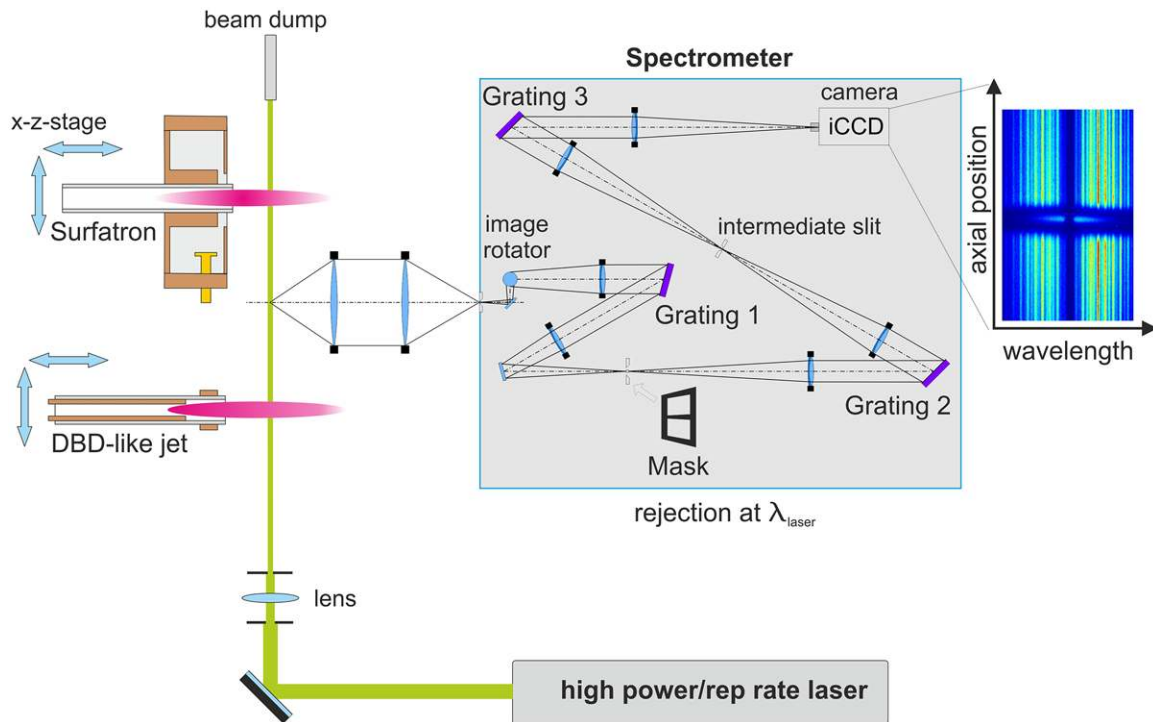 beam dump
Spectrometer
Grating 3
camera
iCCD
x-z-stage
Surfatron
image
rotator
intermediate slit
Grating 1
axial position
wavelength
Grating 2
DBD-like jet
Mask
rejection at λlaser
lens
high power/rep rate laser